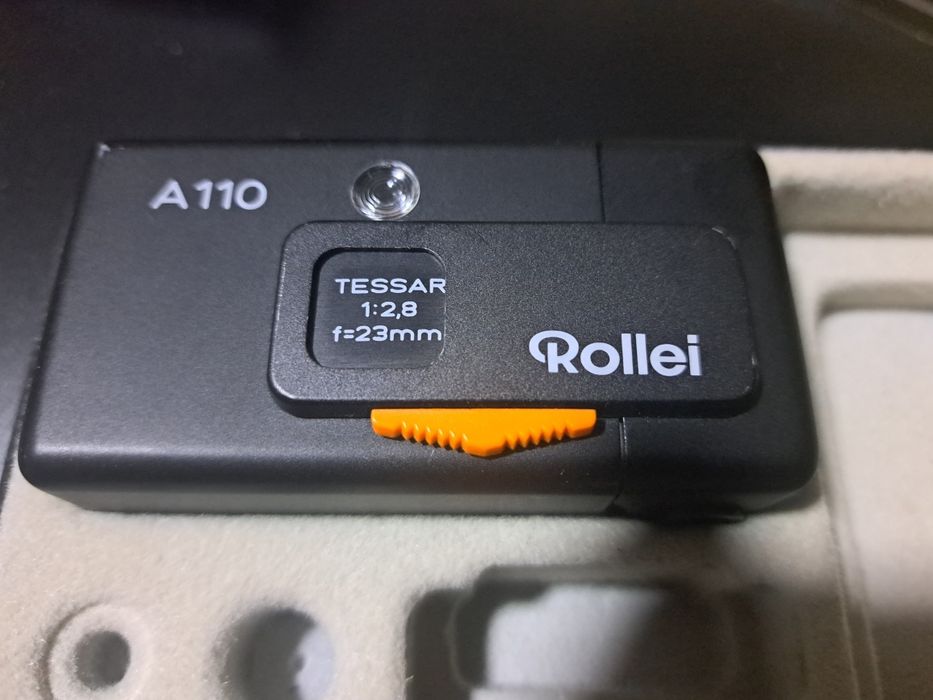 A110
TESSAR
1:2,8
f=23mm
Rollei